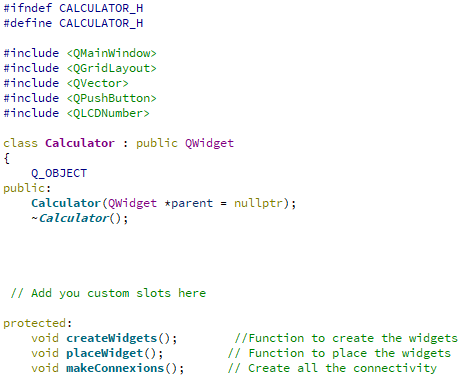 #ifndef CALCULATOR_H
#define CALCULATOR_H
#include <QMainWindow>
#include <QGridLayout>
#include <QVector>
#include <QPushButton>
#include <QLCDNumber>
class Calculator : public QWidget
{
Q_OBJECT
public:
Calculator(QWidget *parent = nullptr);
~Calculator();
// Add you custom slots here
protected:
void createWidgets(); //Function to create the widgets
void placeWidget(); // Function to place the widgets
void makeConnexions(); // Create all the connectivity